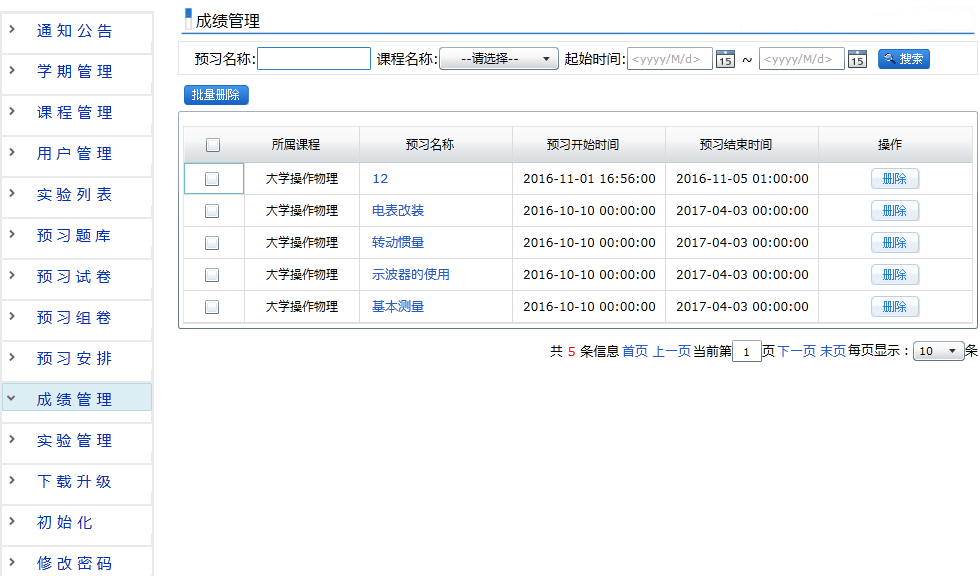 通知公告
学期管理
课程管理
用户管理
实验列表
预习题库
预习试卷
预习组卷
预习安排
成绩管理
实验管理
下载升级
初始化
修改密码
成绩管理
预习名称: 课程名称: --请选择-- 起始时间: <yyyy/M/d> 15 ~ <yyyy/M/d> 15 搜索
批量删除
所属课程 预习名称 预习开始时间 预习结束时间 操作
大学操作物理 12 2016-11-01 16:56:00 2016-11-05 01:00:00 删除
大学操作物理 电表改装 2016-10-10 00:00:00 2017-04-03 00:00:00 删除
大学操作物理 转动惯量 2016-10-10 00:00:00 2017-04-03 00:00:00 删除
大学操作物理 示波器的使用 2016-10-10 00:00:00 2017-04-03 00:00:00 删除
大学操作物理 基本测量 2016-10-10 00:00:00 2017-04-03 00:00:00 删除
共 5 条信息 首页 上一页 当前第 1 页 下一页 末页 每页显示： 10 条